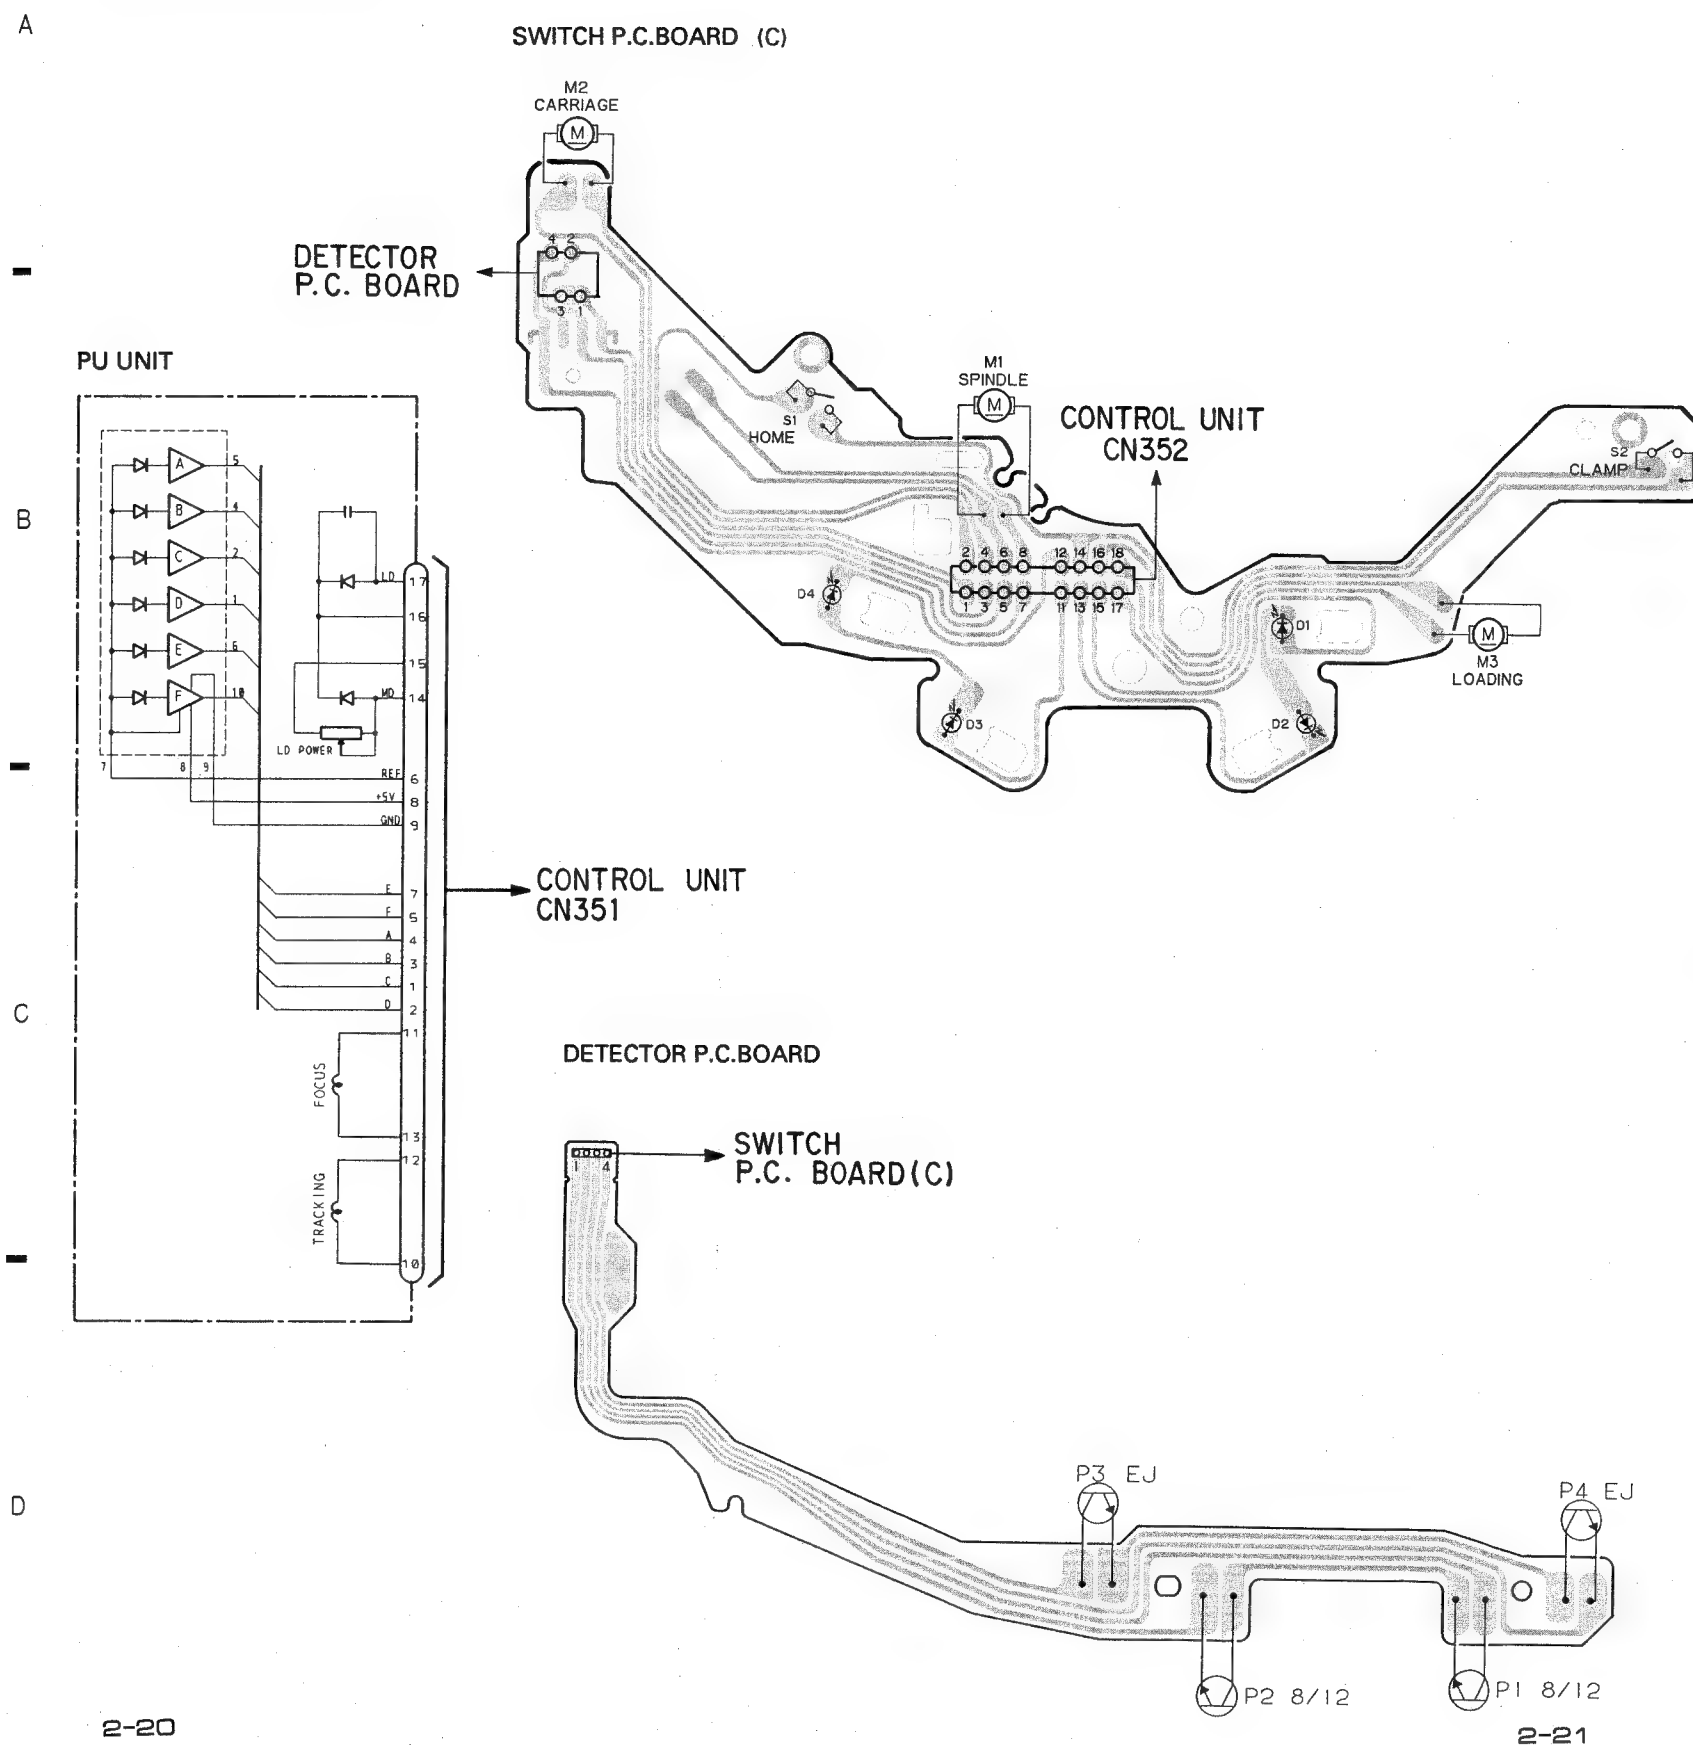 A
SWITCH P.C.BOARD (C)
M2
CARRIAGE
M
4 2
DETECTOR
P.C. BOARD
3 1
PU UNIT
M1
SPINDLE
M
S1
HOME
CONTROL UNIT
CN352
S2
CLAMP
A 5
B 4
C 2
D 1
E 6
F 10
LD 17
16
15
MD 14
LD POWER
7 8 9
REF 6
+5V 8
GND 9
B
2 4 6 8 12 14 16 18
1 3 5 7 11 13 15 17
D4
D1
M
M3
LOADING
D3
D2
E 7
F 5
A 4
B 3
C 1
D 2
CONTROL UNIT
CN351
C
11
FOCUS
13
12
TRACKING
10
DETECTOR P.C.BOARD
1 4
SWITCH
P.C. BOARD(C)
D
P3 EJ
P4 EJ
P2 8/12
P1 8/12
2-20
2-21